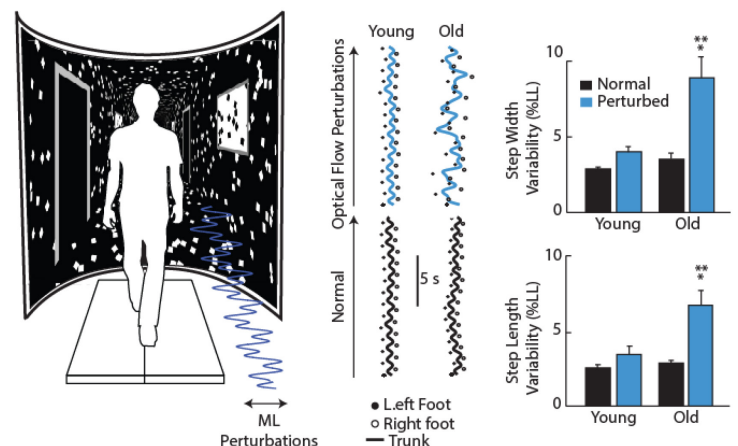 ML
Perturbations
Optical Flow Perturbations
Normal
Young Old
5 s
L.eft Foot
Right foot
Trunk
Step Width
Variability (%LL)
10
5
0
Normal
Perturbed
**
Young Old
Step Length
Variability (%LL)
10
5
0
**
Young Old